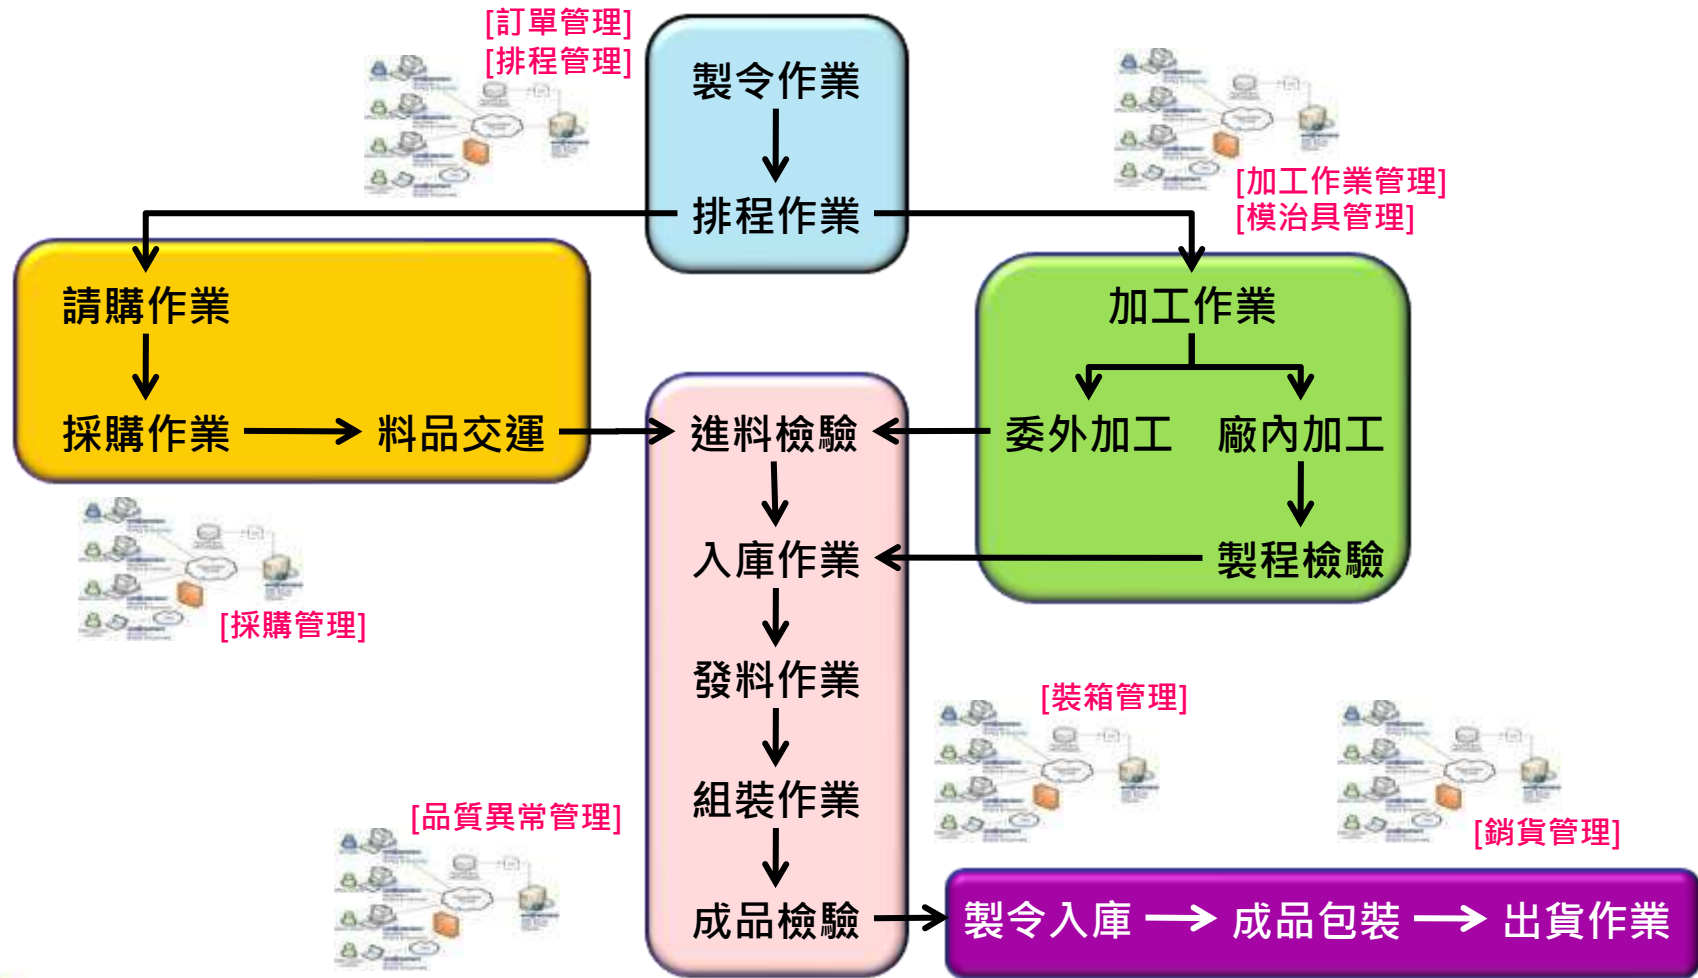 [訂單管理]
[排程管理]
製令作業
排程作業
[加工作業管理]
[模治具管理]
請購作業
採購作業
料品交運
加工作業
委外加工
廠內加工
製程檢驗
進料檢驗
入庫作業
發料作業
組裝作業
成品檢驗
[採購管理]
[品質異常管理]
[裝箱管理]
[銷貨管理]
製令入庫
成品包裝
出貨作業